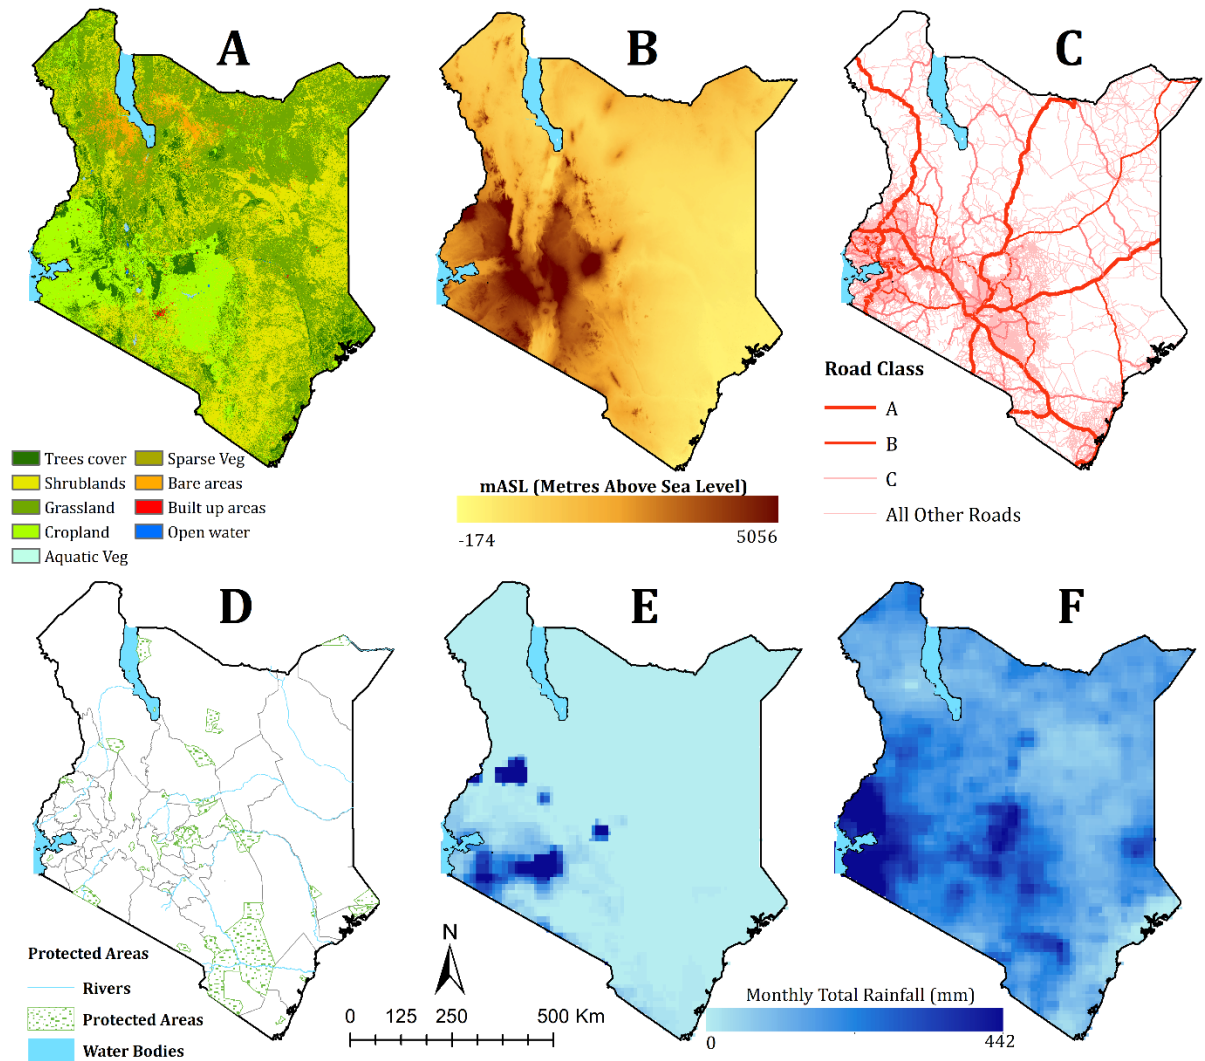 A
B
C
Trees cover
Sparse Veg
Shrublands
Bare areas
Grassland
Built up areas
Cropland
Open water
Aquatic Veg
mASL (Metres Above Sea Level)
-174
5056
Road Class
A
B
C
All Other Roads
D
E
F
Protected Areas
Rivers
Protected Areas
Water Bodies
N
0 125 250 500 Km
Monthly Total Rainfall (mm)
0
442